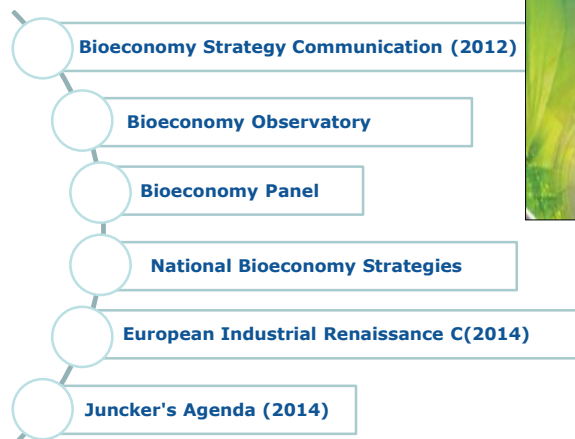 Bioeconomy Strategy Communication (2012)
Bioeconomy Observatory
Bioeconomy Panel
National Bioeconomy Strategies
European Industrial Renaissance C(2014)
Juncker's Agenda (2014)